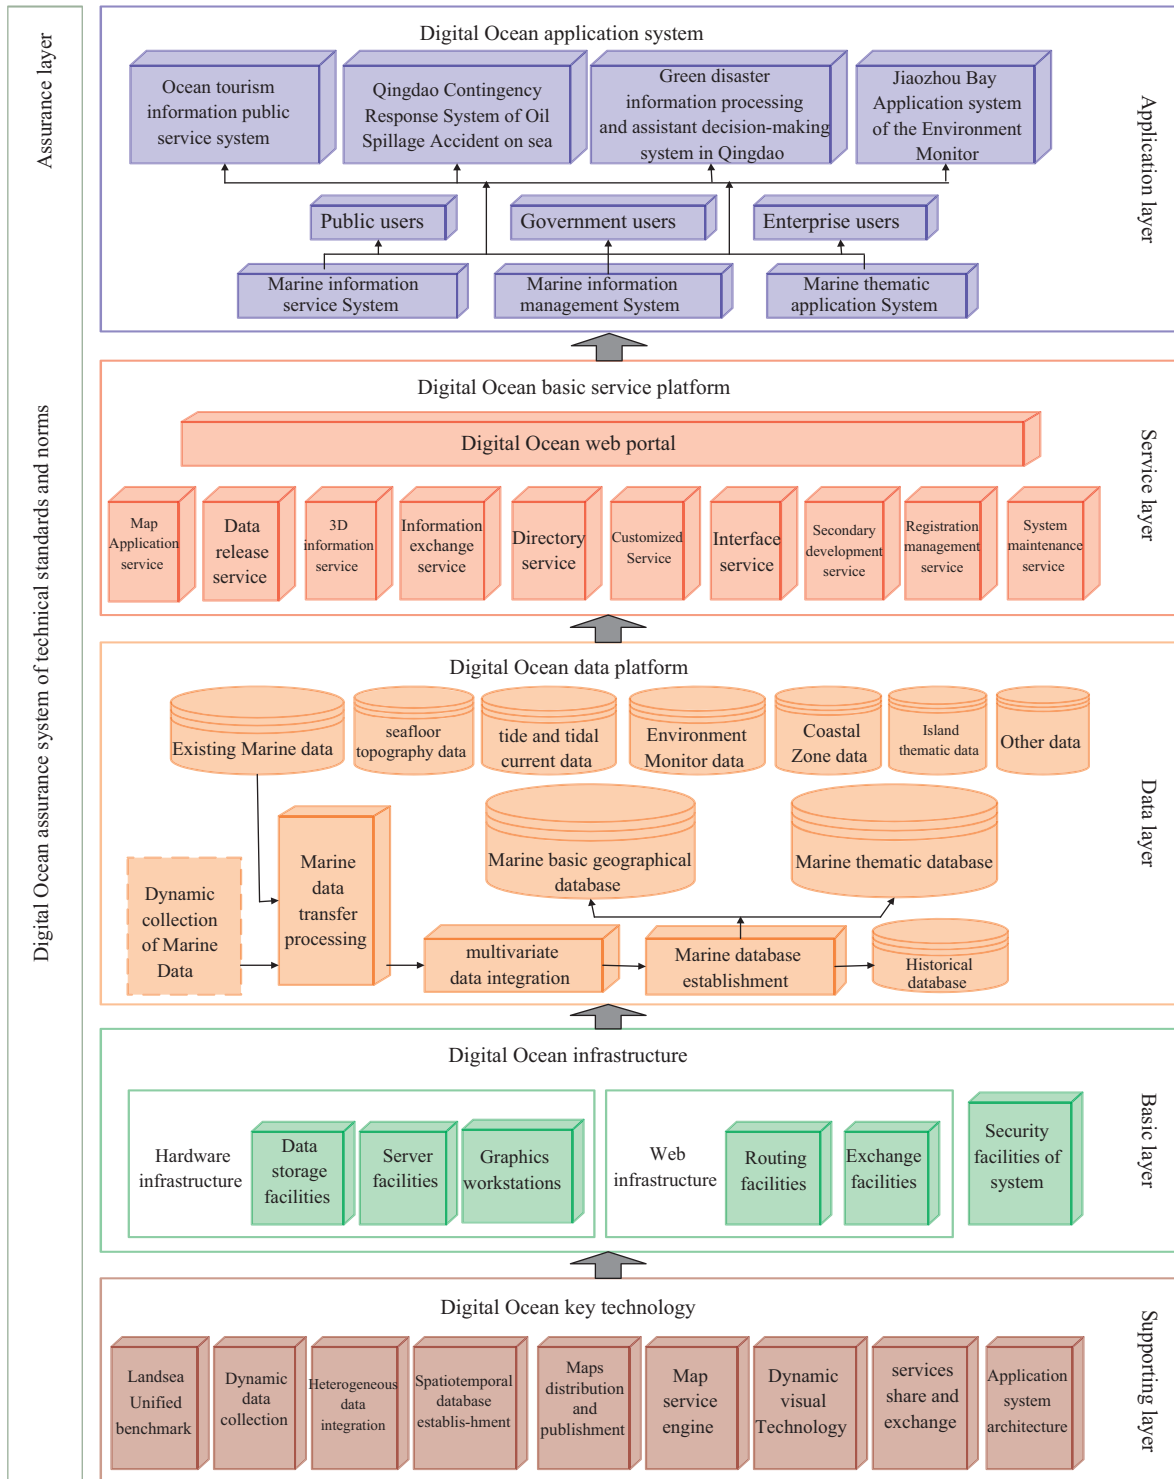 Assurance layer
Digital Ocean assurance system of technical standards and norms
Digital Ocean application system
Application layer
Ocean tourism
information public
service system
Qingdao Contingency
Response System of Oil
Spillage Accident on sea
Green disaster
information processing
and assistant decision-making
system in Qingdao
Jiaozhou Bay
Application system
of the Environment
Monitor
Public users
Government users
Enterprise users
Marine information
service System
Marine information
management System
Marine thematic
application System
Digital Ocean basic service platform
Service layer
Digital Ocean web portal
Map
Application
service
Data
release
service
3D
information
service
Information
exchange
service
Directory
service
Customized
Service
Interface
service
Secondary
development
service
Registration
management
service
System
maintenance
service
Digital Ocean data platform
Data layer
Existing Marine data
seafloor
topography data
tide and tidal
current data
Environment
Monitor data
Coastal
Zone data
Island
thematic data
Other data
Marine basic geographical
database
Marine thematic database
Dynamic
collection
of Marine
Data
Marine
data
transfer
processing
multivariate
data integration
Marine database
establishment
Historical
database
Digital Ocean infrastructure
Basic layer
Hardware
infrastructure
Data
storage
facilities
Server
facilities
Graphics
workstations
Web
infrastructure
Routing
facilities
Exchange
facilities
Security
facilities of
system
Digital Ocean key technology
Supporting layer
Landsea
Unified
benchmark
Dynamic
data
collection
Heterogeneous
data
integration
Spatiotemporal
database
establis-hment
Maps
distribution
and
publishment
Map
service
engine
Dynamic
visual
Technology
services
share and
exchange
Application
system
architecture